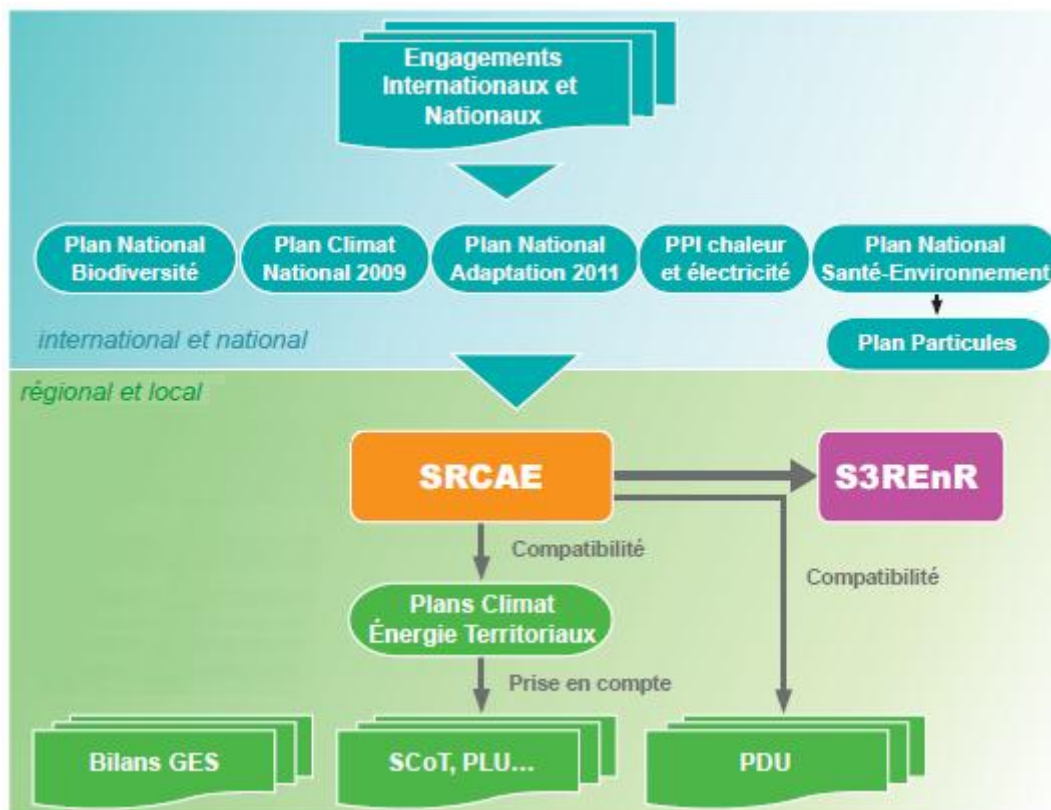 Engagements
Internationaux et
Nationaux
Plan National
Biodiversité
Plan Climat
National 2009
Plan National
Adaptation 2011
PPI chaleur
et électricité
Plan National
Santé-Environnement
Plan Particules
international et national
régional et local
SRCAE
S3REnR
Compatibilité
Compatibilité
Plans Climat
Énergie Territoriaux
Prise en compte
Bilans GES
SCoT, PLU...
PDU